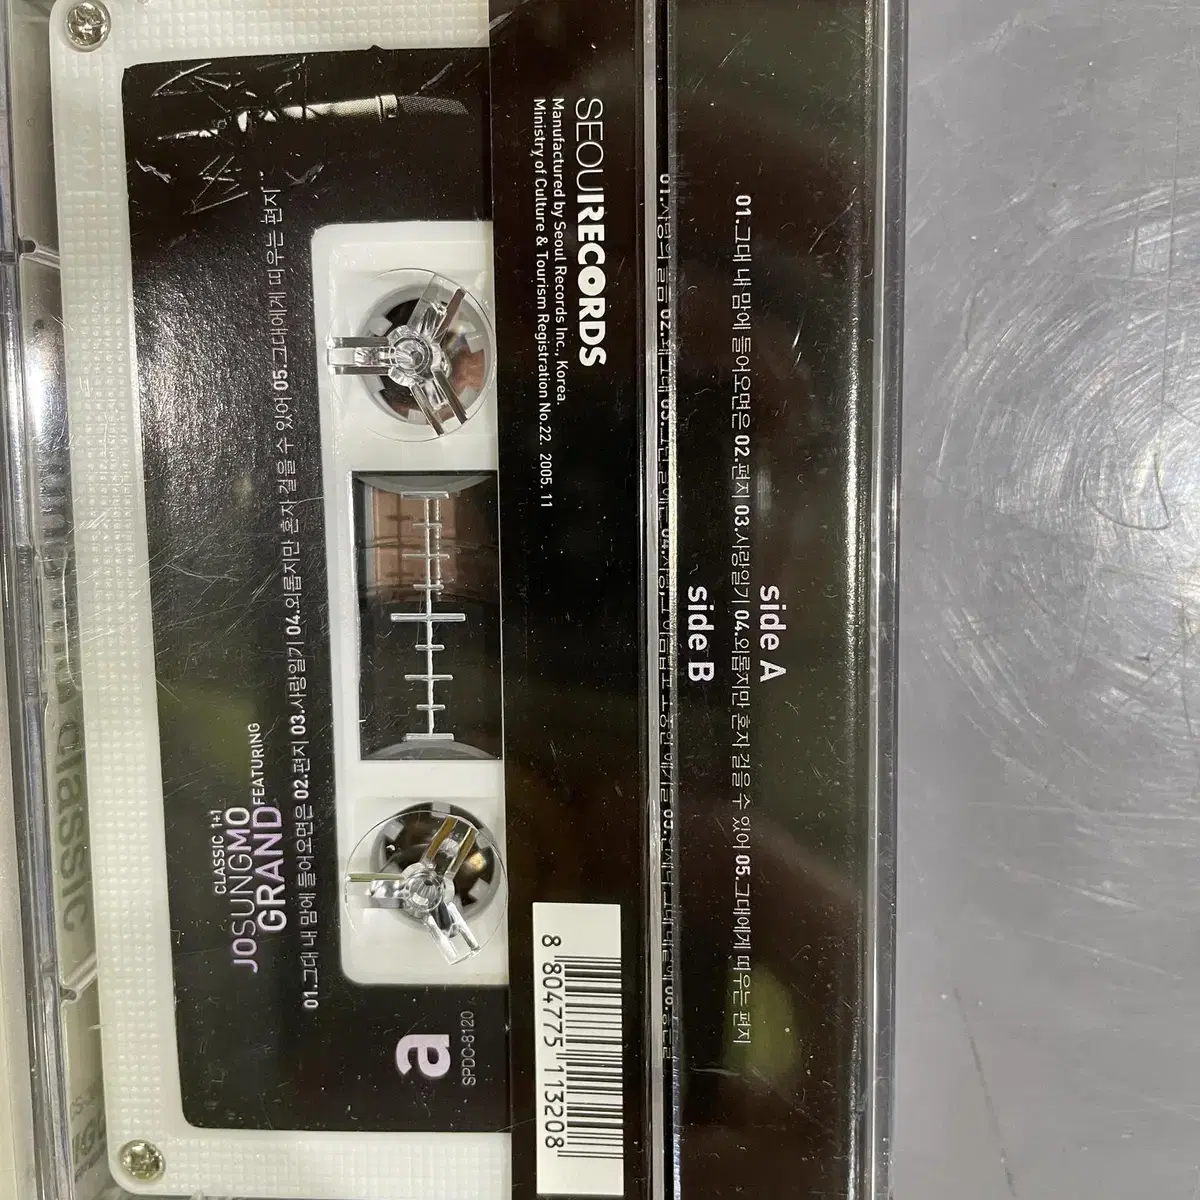 CLASSIC 1+1
JOSUNGMO
GRAND FEATURING
01.그대 내 맘에 들어오면은 02.편지 03.사랑일기 04.외롭지만 혼자 걸을 수 있어 05.그대에게 띄우는 편지
a
SPDC-8120
SEOULRECORDS
Manufactured by Seoul Records Inc., Korea.
Ministry of Culture & Tourism Registration No.22. 2005. 11
8 804775 113208
side A
01.그대 내 맘에 들어오면은 02.편지 03.사랑일기 04.외롭지만 혼자 걸을 수 있어 05.그대에게 띄우는 편지
side B
classic